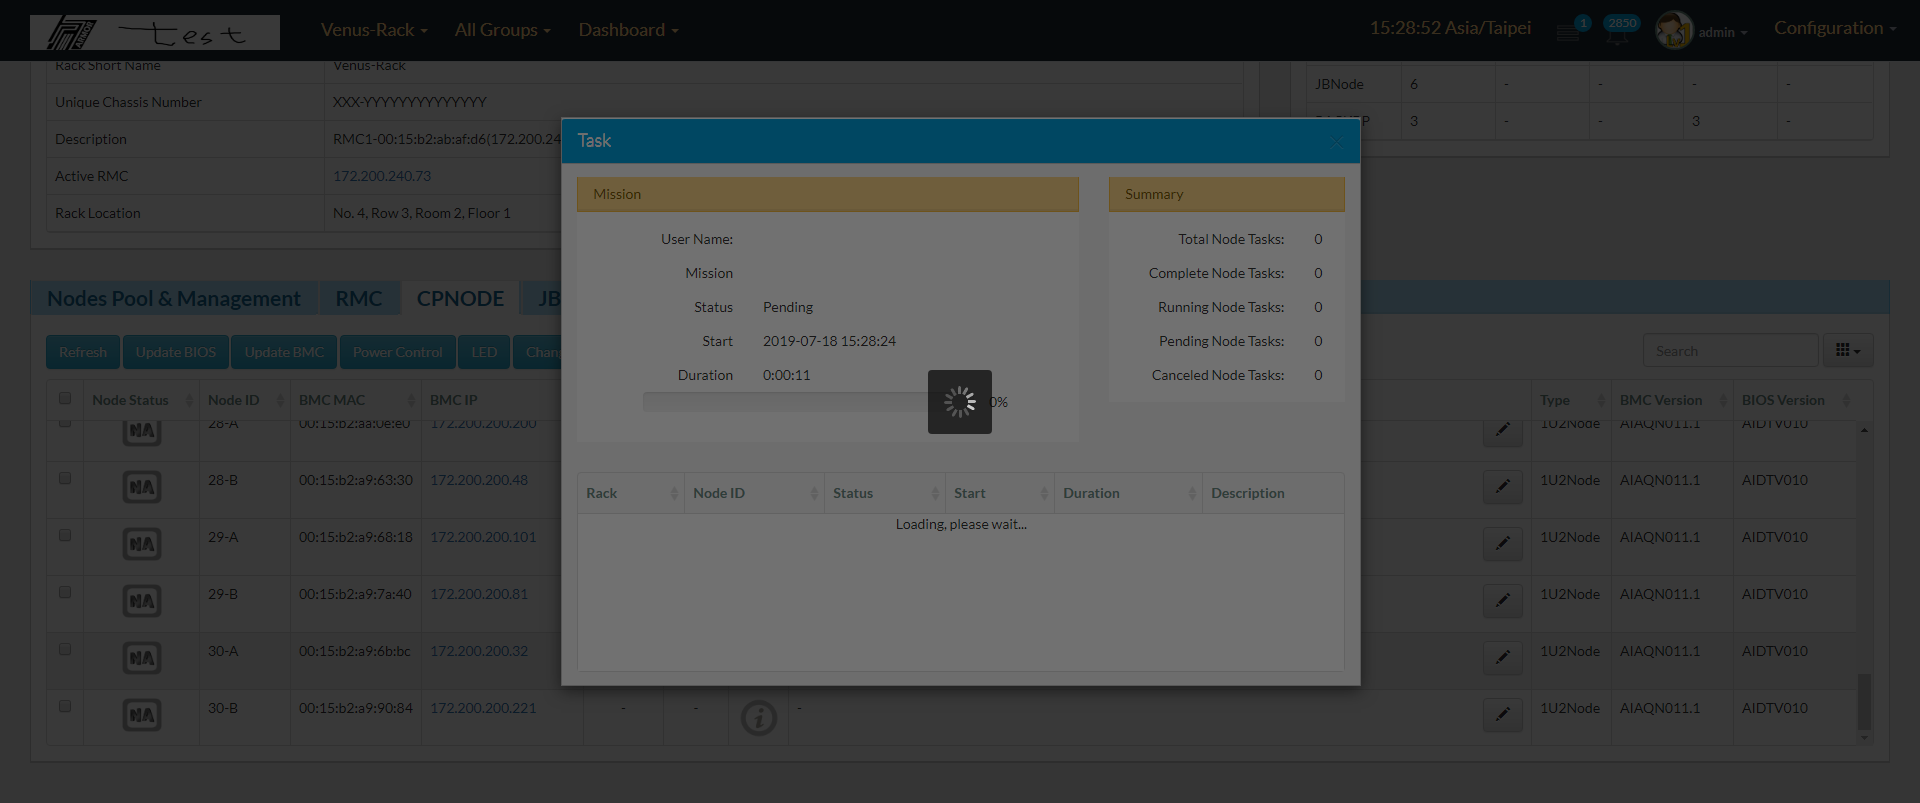 ARMOR test
Venus-Rack
All Groups
Dashboard
15:28:52 Asia/Taipei
1
2850
admin
Configuration
Rack Short Name Venus-Rack
Unique Chassis Number XXX-YYYYYYYYYYYYYY
Description RMC1-00:15:b2:ab:af:d6(172.200.24
Active RMC 172.200.240.73
Rack Location No. 4, Row 3, Room 2, Floor 1
JBNode 6 - - - -
3 - - 3 -
Task
Mission
User Name:
Mission
Status Pending
Start 2019-07-18 15:28:24
Duration 0:00:11
0%
Summary
Total Node Tasks: 0
Complete Node Tasks: 0
Running Node Tasks: 0
Pending Node Tasks: 0
Canceled Node Tasks: 0
Rack Node ID Status Start Duration Description
Loading, please wait...
Nodes Pool & Management RMC CPNODE JB
Refresh Update BIOS Update BMC Power Control LED Chan
Search
Node Status Node ID BMC MAC BMC IP Type BMC Version BIOS Version
NA 28-A 00:15:b2:aa:0e:e0 172.200.200.200 1U2Node AIAQN011.1 AIDTV010
NA 28-B 00:15:b2:a9:63:30 172.200.200.48 1U2Node AIAQN011.1 AIDTV010
NA 29-A 00:15:b2:a9:68:18 172.200.200.101 1U2Node AIAQN011.1 AIDTV010
NA 29-B 00:15:b2:a9:7a:40 172.200.200.81 1U2Node AIAQN011.1 AIDTV010
NA 30-A 00:15:b2:a9:6b:bc 172.200.200.32 1U2Node AIAQN011.1 AIDTV010
NA 30-B 00:15:b2:a9:90:84 172.200.200.221 - - i - 1U2Node AIAQN011.1 AIDTV010